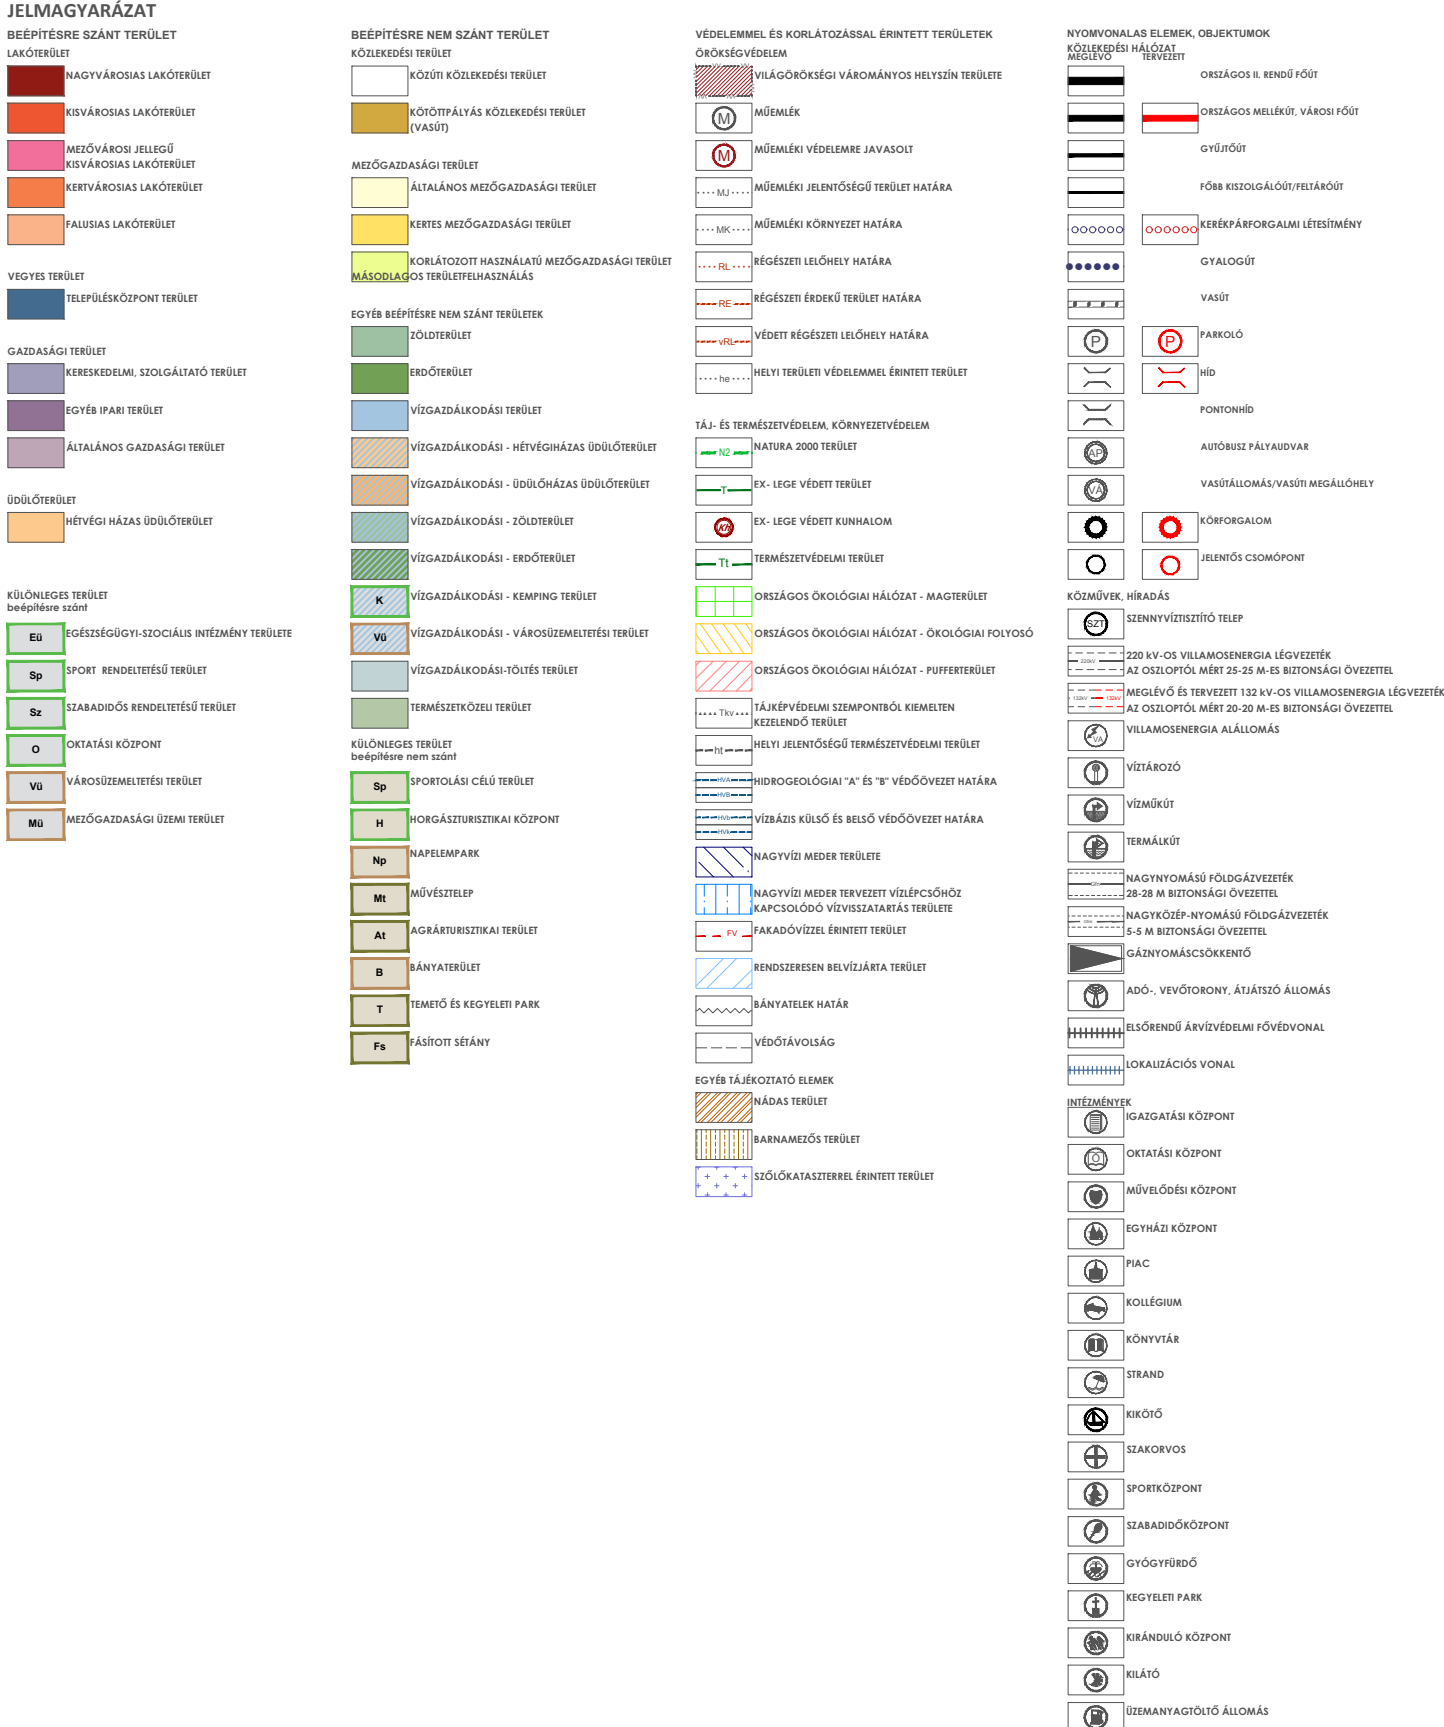 JELMAGYARÁZAT
BEÉPÍTÉSRE SZÁNT TERÜLET
LAKÓTERÜLET
NAGYVÁROSIAS LAKÓTERÜLET
KISVÁROSIAS LAKÓTERÜLET
MEZŐVÁROSI JELLEGŰ
KISVÁROSIAS LAKÓTERÜLET
KERTVÁROSIAS LAKÓTERÜLET
FALUSIAS LAKÓTERÜLET
VEGYES TERÜLET
TELEPÜLÉSKÖZPONT TERÜLET
GAZDASÁGI TERÜLET
KERESKEDELMI, SZOLGÁLTATÓ TERÜLET
EGYÉB IPARI TERÜLET
ÁLTALÁNOS GAZDASÁGI TERÜLET
ÜDÜLŐTERÜLET
HÉTVÉGI HÁZAS ÜDÜLŐTERÜLET
KÜLÖNLEGES TERÜLET
beépítésre szánt
Eü EGÉSZSÉGÜGYI-SZOCIÁLIS INTÉZMÉNY TERÜLETE
Sp SPORT RENDELTETÉSŰ TERÜLET
Sz SZABADIDŐS RENDELTETÉSŰ TERÜLET
O OKTATÁSI KÖZPONT
Vü VÁROSÜZEMELTETÉSI TERÜLET
Mü MEZŐGAZDASÁGI ÜZEMI TERÜLET
BEÉPÍTÉSRE NEM SZÁNT TERÜLET
KÖZLEKEDÉSI TERÜLET
KÖZÚTI KÖZLEKEDÉSI TERÜLET
KÖTÖTTPÁLYÁS KÖZLEKEDÉSI TERÜLET
(VASÚT)
MEZŐGAZDASÁGI TERÜLET
ÁLTALÁNOS MEZŐGAZDASÁGI TERÜLET
KERTES MEZŐGAZDASÁGI TERÜLET
KORLÁTOZOTT HASZNÁLATÚ MEZŐGAZDASÁGI TERÜLET
MÁSODLAGOS TERÜLETFELHASZNÁLÁS
EGYÉB BEÉPÍTÉSRE NEM SZÁNT TERÜLETEK
ZÖLDTERÜLET
ERDŐTERÜLET
VÍZGAZDÁLKODÁSI TERÜLET
VÍZGAZDÁLKODÁSI - HÉTVÉGIHÁZAS ÜDÜLŐTERÜLET
VÍZGAZDÁLKODÁSI - ÜDÜLŐHÁZAS ÜDÜLŐTERÜLET
VÍZGAZDÁLKODÁSI - ZÖLDTERÜLET
VÍZGAZDÁLKODÁSI - ERDŐTERÜLET
K VÍZGAZDÁLKODÁSI - KEMPING TERÜLET
Vü VÍZGAZDÁLKODÁSI - VÁROSÜZEMELTETÉSI TERÜLET
VÍZGAZDÁLKODÁSI-TÖLTÉS TERÜLET
TERMÉSZETKÖZELI TERÜLET
KÜLÖNLEGES TERÜLET
beépítésre nem szánt
Sp SPORTOLÁSI CÉLÚ TERÜLET
H HORGÁSZTURISZTIKAI KÖZPONT
Np NAPELEMPARK
Mt MŰVÉSZTELEP
At AGRÁRTURISZTIKAI TERÜLET
B BÁNYATERÜLET
T TEMETŐ ÉS KEGYELETI PARK
Fs FÁSÍTOTT SÉTÁNY
VÉDELEMMEL ÉS KORLÁTOZÁSSAL ÉRINTETT TERÜLETEK
ÖRÖKSÉGVÉDELEM
VILÁGÖRÖKSÉGI VÁROMÁNYOS HELYSZÍN TERÜLETE
M MŰEMLÉK
M MŰEMLÉKI VÉDELEMRE JAVASOLT
MJ MŰEMLÉKI JELENTŐSÉGŰ TERÜLET HATÁRA
MK MŰEMLÉKI KÖRNYEZET HATÁRA
RL RÉGÉSZETI LELŐHELY HATÁRA
RE RÉGÉSZETI ÉRDEKŰ TERÜLET HATÁRA
vRL VÉDETT RÉGÉSZETI LELŐHELY HATÁRA
he HELYI TERÜLETI VÉDELEMMEL ÉRINTETT TERÜLET
TÁJ- ÉS TERMÉSZETVÉDELEM, KÖRNYEZETVÉDELEM
N2 NATURA 2000 TERÜLET
T EX- LEGE VÉDETT TERÜLET
Kh EX- LEGE VÉDETT KUNHALOM
Tt TERMÉSZETVÉDELMI TERÜLET
ORSZÁGOS ÖKOLÓGIAI HÁLÓZAT - MAGTERÜLET
ORSZÁGOS ÖKOLÓGIAI HÁLÓZAT - ÖKOLÓGIAI FOLYOSÓ
ORSZÁGOS ÖKOLÓGIAI HÁLÓZAT - PUFFERTERÜLET
Tkv TÁJKÉPVÉDELMI SZEMPONTBÓL KIEMELTEN
KEZELENDŐ TERÜLET
ht HELYI JELENTŐSÉGŰ TERMÉSZETVÉDELMI TERÜLET
HVA HIDROGEOLÓGIAI "A" ÉS "B" VÉDŐÖVEZET HATÁRA
HVB
HVb VÍZBÁZIS KÜLSŐ ÉS BELSŐ VÉDŐÖVEZET HATÁRA
HVk
NAGYVÍZI MEDER TERÜLETE
NAGYVÍZI MEDER TERVEZETT VÍZLÉPCSŐHÖZ
KAPCSOLÓDÓ VÍZVISSZATARTÁS TERÜLETE
FV FAKADÓVÍZZEL ÉRINTETT TERÜLET
RENDSZERESEN BELVÍZJÁRTA TERÜLET
BÁNYATELEK HATÁR
VÉDŐTÁVOLSÁG
EGYÉB TÁJÉKOZTATÓ ELEMEK
NÁDAS TERÜLET
BARNAMEZŐS TERÜLET
SZŐLŐKATASZTERREL ÉRINTETT TERÜLET
NYOMVONALAS ELEMEK, OBJEKTUMOK
KÖZLEKEDÉSI HÁLÓZAT
MEGLÉVŐ TERVEZETT
ORSZÁGOS II. RENDŰ FŐÚT
ORSZÁGOS MELLÉKÚT, VÁROSI FŐÚT
GYŰJTŐÚT
FŐBB KISZOLGÁLÓÚT/FELTÁRÓÚT
KERÉKPÁRFORGALMI LÉTESÍTMÉNY
GYALOGÚT
VASÚT
P P PARKOLÓ
HÍD
PONTONHÍD
AP AUTÓBUSZ PÁLYAUDVAR
VÁ VASÚTÁLLOMÁS/VASÚTI MEGÁLLÓHELY
KÖRFORGALOM
JELENTŐS CSOMÓPONT
KÖZMŰVEK, HÍRADÁS
SZT SZENNYVÍZTISZTÍTÓ TELEP
220kV 220 kV-OS VILLAMOSENERGIA LÉGVEZETÉK
AZ OSZLOPTÓL MÉRT 25-25 M-ES BIZTONSÁGI ÖVEZETTEL
132kV 132kV MEGLÉVŐ ÉS TERVEZETT 132 kV-OS VILLAMOSENERGIA LÉGVEZETÉK
AZ OSZLOPTÓL MÉRT 20-20 M-ES BIZTONSÁGI ÖVEZETTEL
VA VILLAMOSENERGIA ALÁLLOMÁS
VÍZTÁROZÓ
VÍZMŰKÚT
TERMÁLKÚT
NAGYNYOMÁSÚ FÖLDGÁZVEZETÉK
28-28 M BIZTONSÁGI ÖVEZETTEL
NAGYKÖZÉP-NYOMÁSÚ FÖLDGÁZVEZETÉK
5-5 M BIZTONSÁGI ÖVEZETTEL
GÁZNYOMÁSCSÖKKENTŐ
ADÓ-, VEVŐTORONY, ÁTJÁTSZÓ ÁLLOMÁS
ELSŐRENDŰ ÁRVÍZVÉDELMI FŐVÉDVONAL
LOKALIZÁCIÓS VONAL
INTÉZMÉNYEK
IGAZGATÁSI KÖZPONT
O OKTATÁSI KÖZPONT
MŰVELŐDÉSI KÖZPONT
EGYHÁZI KÖZPONT
PIAC
KOLLÉGIUM
KÖNYVTÁR
STRAND
KIKÖTŐ
SZAKORVOS
SPORTKÖZPONT
SZABADIDŐKÖZPONT
GYÓGYFÜRDŐ
KEGYELETI PARK
KIRÁNDULÓ KÖZPONT
KILÁTÓ
ÜZEMANYAGTÖLTŐ ÁLLOMÁS